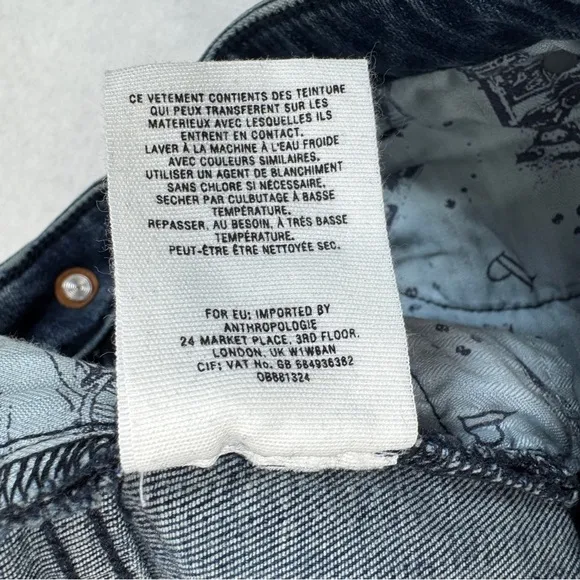 CE VETEMENT CONTIENTS DES TEINTURE
QUI PEUX TRANSFERENT SUR LES
MATERIEUX AVEC LESQUELLES ILS
ENTRENT EN CONTACT.
LAVER À LA MACHINE À L'EAU FROIDE
AVEC COULEURS SIMILAIRES.
UTILISER UN AGENT DE BLANCHIMENT
SANS CHLORE SI NÉCESSAIRE.
SECHER PAR CULBUTAGE À BASSE
TEMPÉRATURE.
REPASSER, AU BESOIN, À TRÈS BASSE
TEMPÉRATURE.
PEUT-ÊTRE ÊTRE NETTOYÉE SEC.
FOR EU: IMPORTED BY
ANTHROPOLOGIE
24 MARKET PLACE, 3RD FLOOR,
LONDON, UK W1W8AN
CIF: VAT No. GB 584936382
OB881324